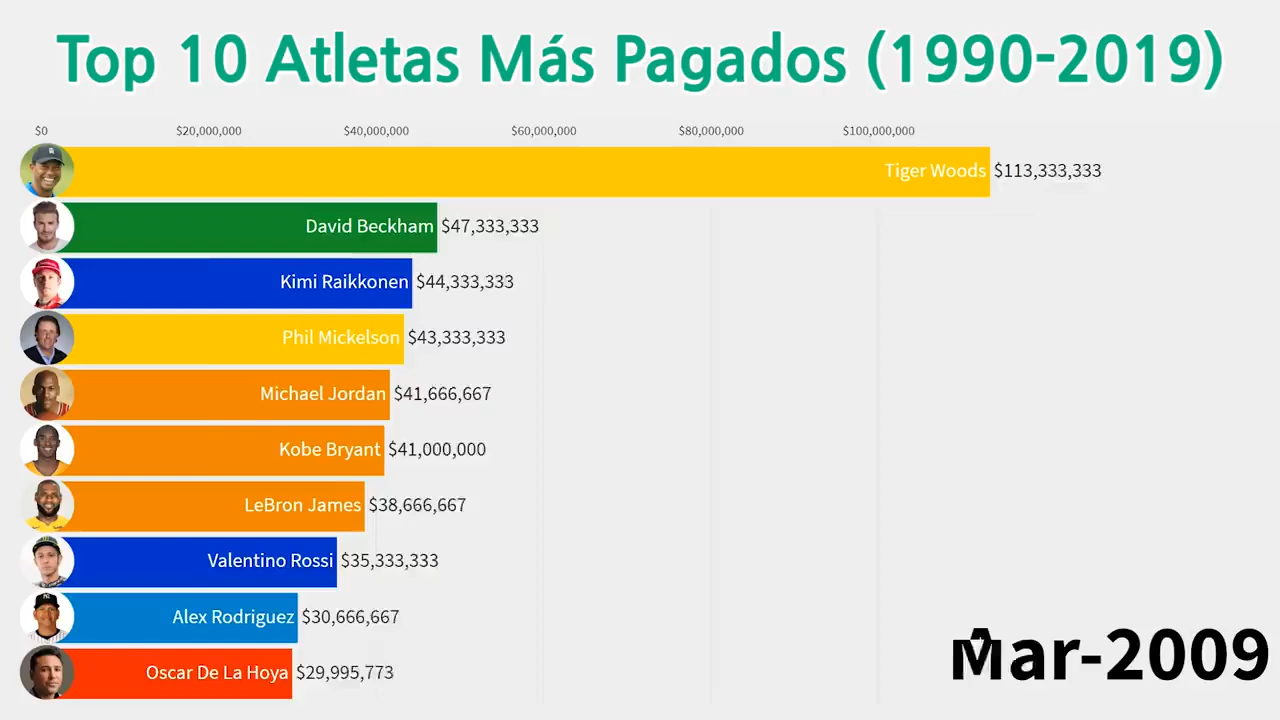 Top 10 Atletas Más Pagados (1990-2019)
$0 $20,000,000 $40,000,000 $60,000,000 $80,000,000 $100,000,000
Tiger Woods $113,333,333
David Beckham $47,333,333
Kimi Raikkonen $44,333,333
Phil Mickelson $43,333,333
Michael Jordan $41,666,667
Kobe Bryant $41,000,000
LeBron James $38,666,667
Valentino Rossi $35,333,333
Alex Rodriguez $30,666,667
Oscar De La Hoya $29,995,773
Mar-2009